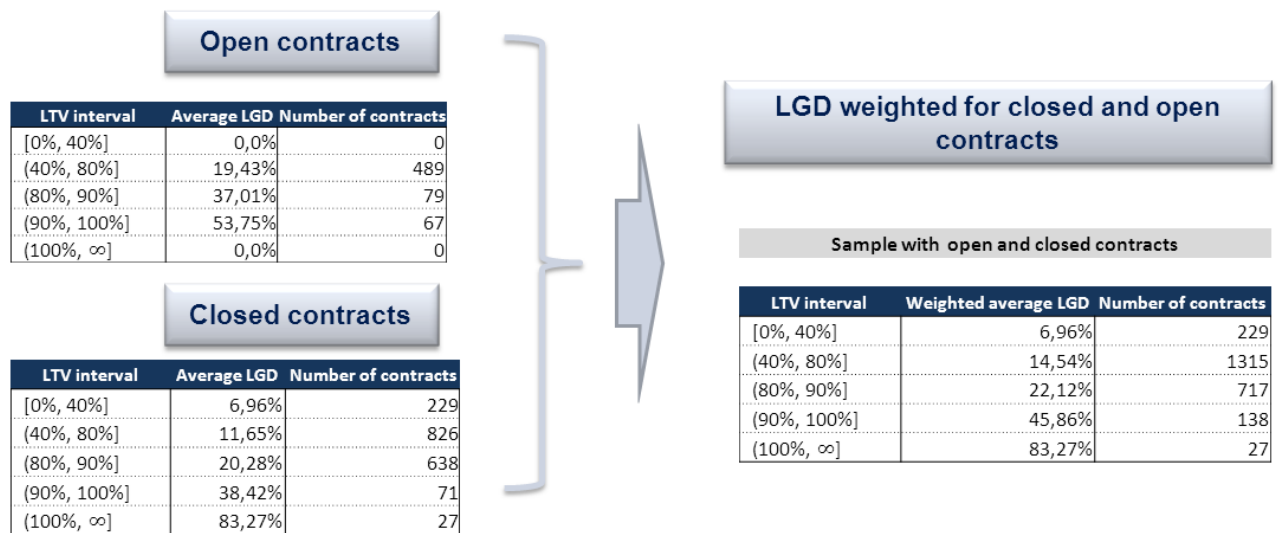 Open contracts
LTV interval Average LGD Number of contracts
[0%, 40%] 0,0% 0
(40%, 80%] 19,43% 489
(80%, 90%] 37,01% 79
(90%, 100%] 53,75% 67
(100%, ∞] 0,0% 0
Closed contracts
LTV interval Average LGD Number of contracts
[0%, 40%] 6,96% 229
(40%, 80%] 11,65% 826
(80%, 90%] 20,28% 638
(90%, 100%] 38,42% 71
(100%, ∞] 83,27% 27
LGD weighted for closed and open
contracts
Sample with open and closed contracts
LTV interval Weighted average LGD Number of contracts
[0%, 40%] 6,96% 229
(40%, 80%] 14,54% 1315
(80%, 90%] 22,12% 717
(90%, 100%] 45,86% 138
(100%, ∞] 83,27% 27